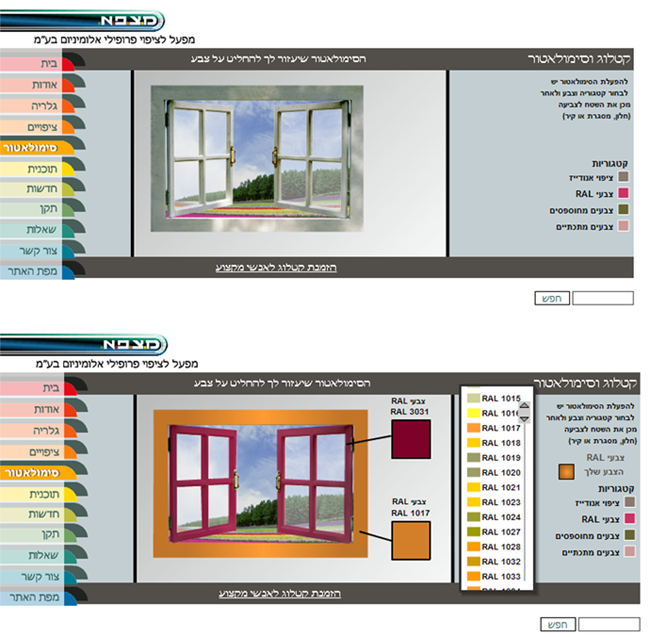 מצפא
מפעל לציפוי פרופילי אלומיניום בע"מ
קטלוג וסימולאטור
הסימולאטור שיעזור לך להחליט על צבע
בית
אודות
גלריה
ציפויים
סימולאטור
תוכנית
חדשות
תקן
שאלות
צור קשר
מפת האתר
להפעלת הסימולאטור יש
לבחור קטגוריה וצבע ולאחר
מכן את השטח לצביעה
(חלון, מסגרת או קיר)
קטגוריות
ציפוי אנודייז
צבעי RAL
צבעים מחוספסים
צבעים מתכתיים
הזמנת קטלוג לאנשי מקצוע
חפש
מצפא
מפעל לציפוי פרופילי אלומיניום בע"מ
קטלוג וסימולאטור
הסימולאטור שיעזור לך להחליט על צבע
בית
אודות
גלריה
ציפויים
סימולאטור
תוכנית
חדשות
תקן
שאלות
צור קשר
מפת האתר
צבעי RAL
RAL 3031
צבעי RAL
RAL 1017
RAL 1015
RAL 1016
RAL 1017
RAL 1018
RAL 1019
RAL 1020
RAL 1021
RAL 1023
RAL 1024
RAL 1027
RAL 1028
RAL 1032
RAL 1033
להפעלת הסימולאטור יש
לבחור קטגוריה וצבע ולאחר
מכן את השטח לצביעה
(חלון, מסגרת או קיר)
צבעי RAL
הצבע שלך
קטגוריות
ציפוי אנודייז
צבעי RAL
צבעים מחוספסים
צבעים מתכתיים
הזמנת קטלוג לאנשי מקצוע
חפש